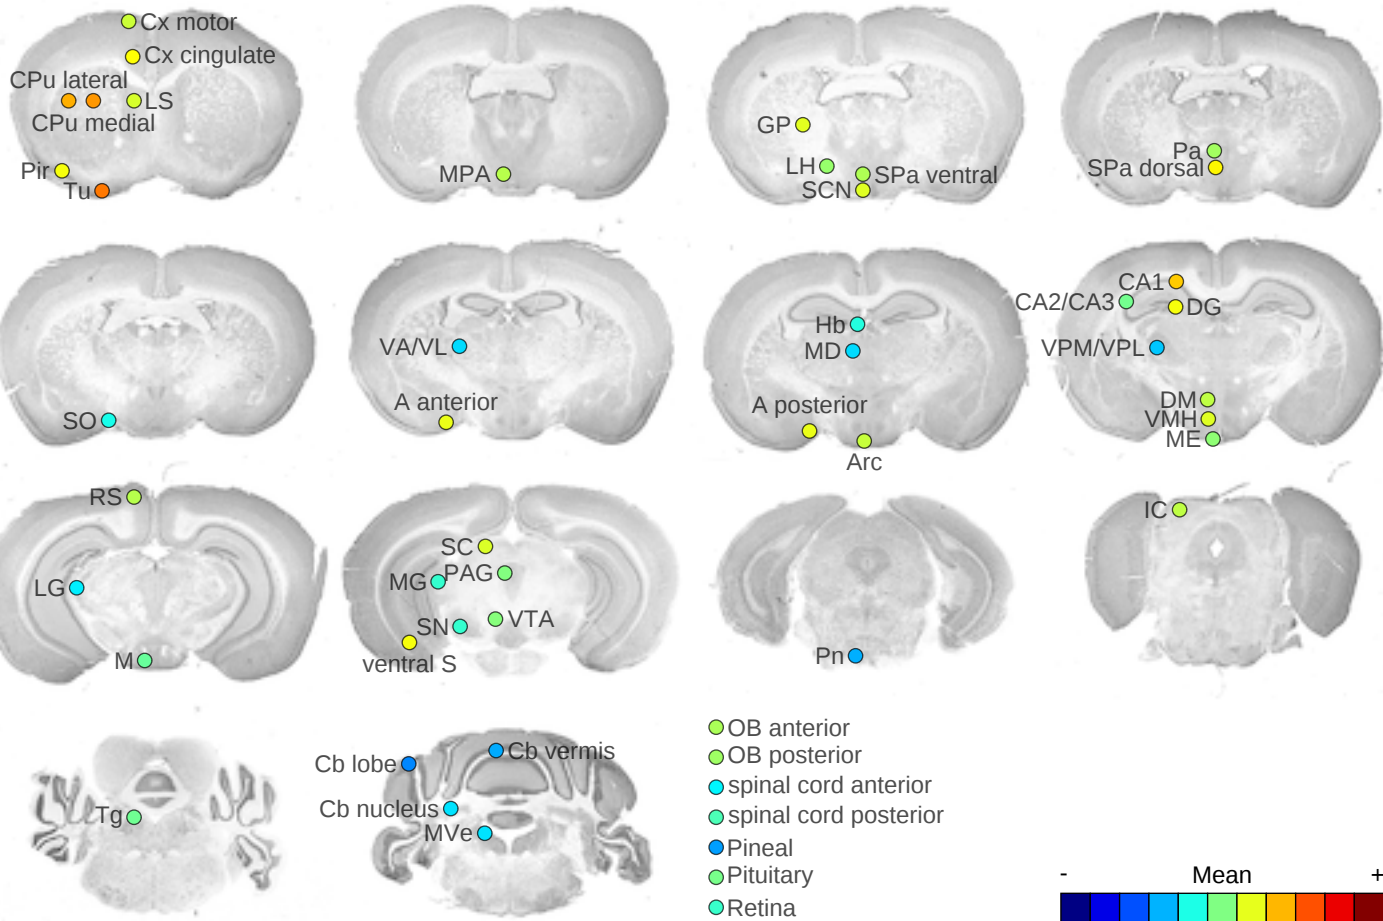 Cx motor
Cx cingulate
CPu lateral
LS
CPu medial
Pir
Tu
MPA
GP
LH
SPa ventral
SCN
Pa
SPa dorsal
SO
VA/VL
A anterior
Hb
MD
A posterior
Arc
CA1
CA2/CA3
DG
VPM/VPL
DM
VMH
ME
RS
LG
M
SC
PAG
MG
VTA
SN
ventral S
Pn
IC
Tg
Cb lobe
Cb vermis
Cb nucleus
MVe
OB anterior
OB posterior
spinal cord anterior
spinal cord posterior
Pineal
Pituitary
Retina
- Mean +